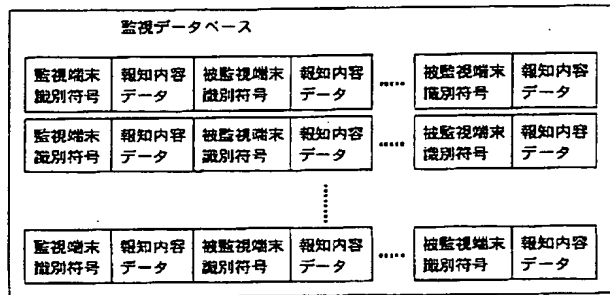 監視データベース
監視端末 報知内容 被監視端末 報知内容 被監視端末 報知内容
識別符号 データ 識別符号 データ …… 識別符号 データ
監視端末 報知内容 被監視端末 報知内容 被監視端末 報知内容
識別符号 データ 識別符号 データ …… 識別符号 データ
監視端末 報知内容 被監視端末 報知内容 被監視端末 報知内容
識別符号 データ 識別符号 データ …… 識別符号 データ